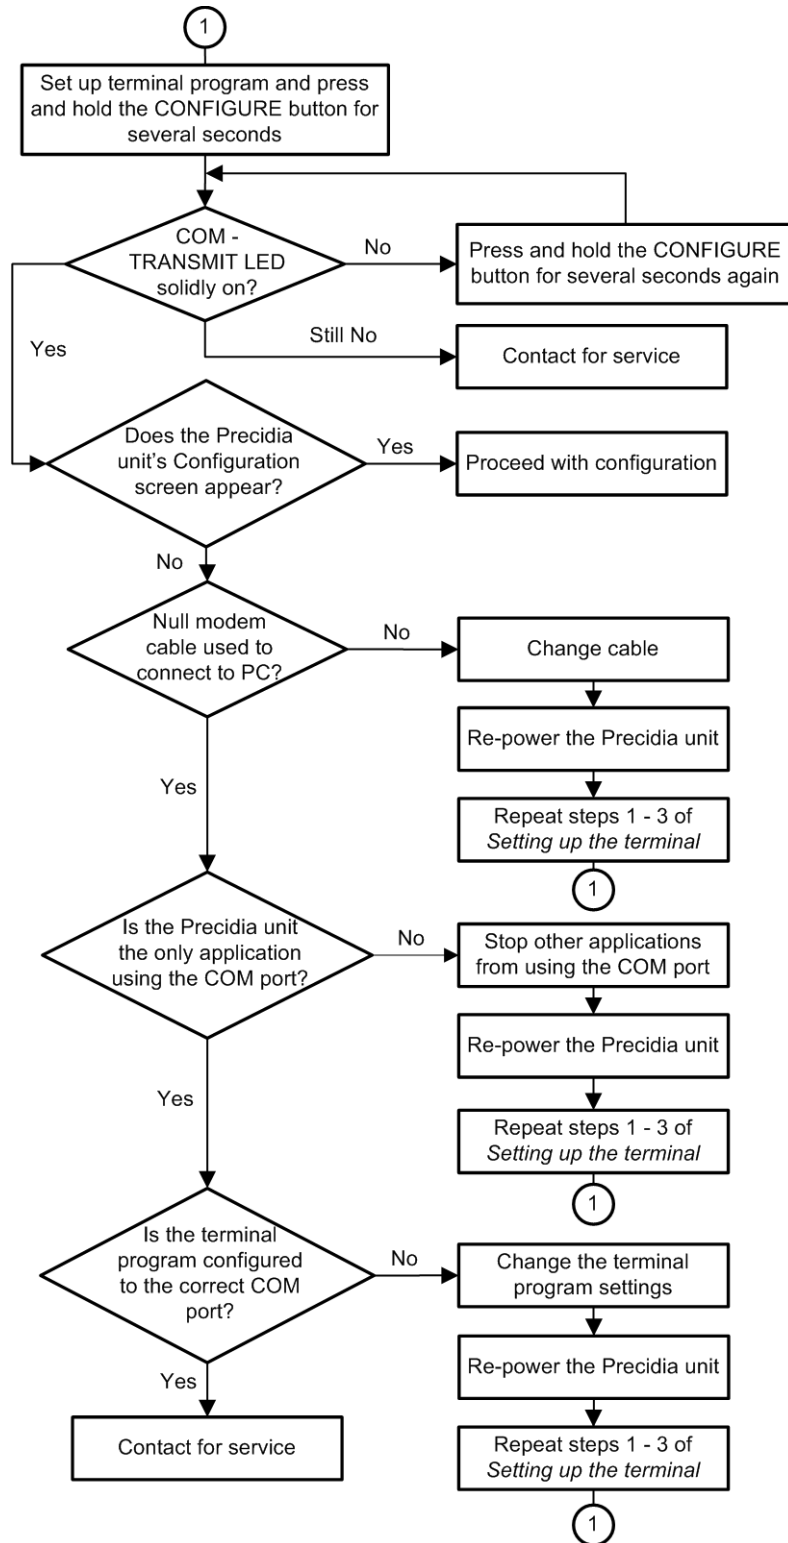 1
Set up terminal program and press
and hold the CONFIGURE button for
several seconds
COM -
TRANSMIT LED
solidly on?
No
Press and hold the CONFIGURE
button for several seconds again
Still No
Contact for service
Yes
Does the Precidia
unit's Configuration
screen appear?
Yes
Proceed with configuration
No
Null modem
cable used to
connect to PC?
No
Change cable
Re-power the Precidia unit
Repeat steps 1 - 3 of
Setting up the terminal
1
Yes
Is the Precidia unit
the only application
using the COM port?
No
Stop other applications
from using the COM port
Re-power the Precidia unit
Repeat steps 1 - 3 of
Setting up the terminal
1
Yes
Is the terminal
program configured
to the correct COM
port?
No
Change the terminal
program settings
Re-power the Precidia unit
Repeat steps 1 - 3 of
Setting up the terminal
1
Yes
Contact for service